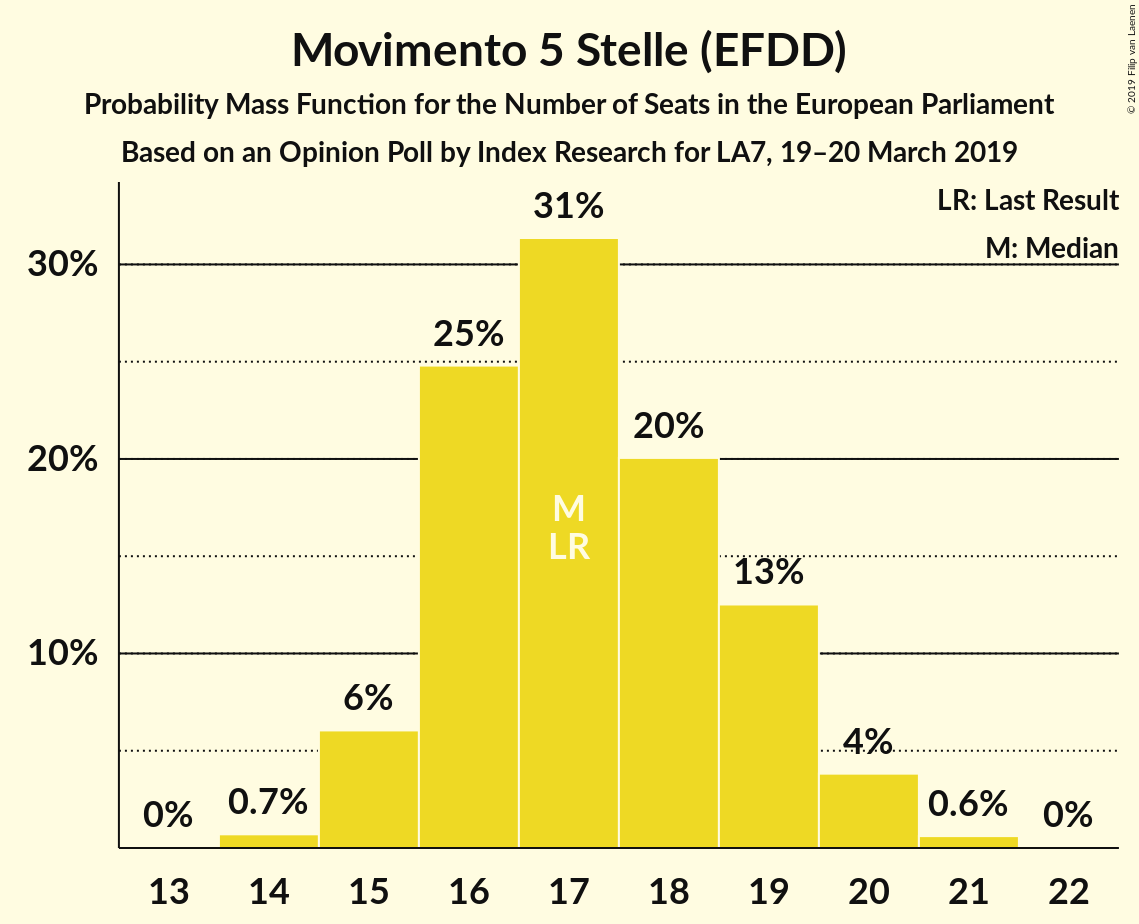 Movimento 5 Stelle (EFDD)
Probability Mass Function for the Number of Seats in the European Parliament
Based on an Opinion Poll by Index Research for LA7, 19–20 March 2019
© 2019 Filip van Laenen
LR: Last Result
M: Median
30%
20%
10%
0%
0.7%
6%
25%
31%
20%
13%
4%
0.6%
0%
M
LR
13
14
15
16
17
18
19
20
21
22